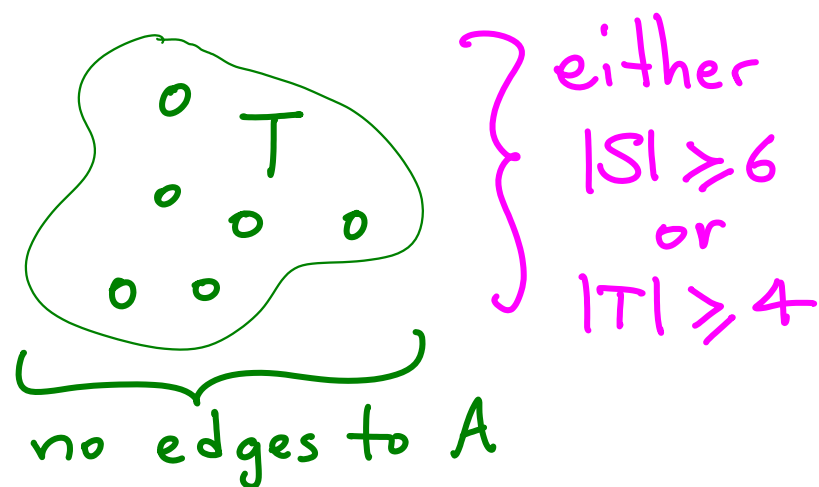 T
no edges to A
either
|S| ⩾ 6
or
|T| ⩾ 4